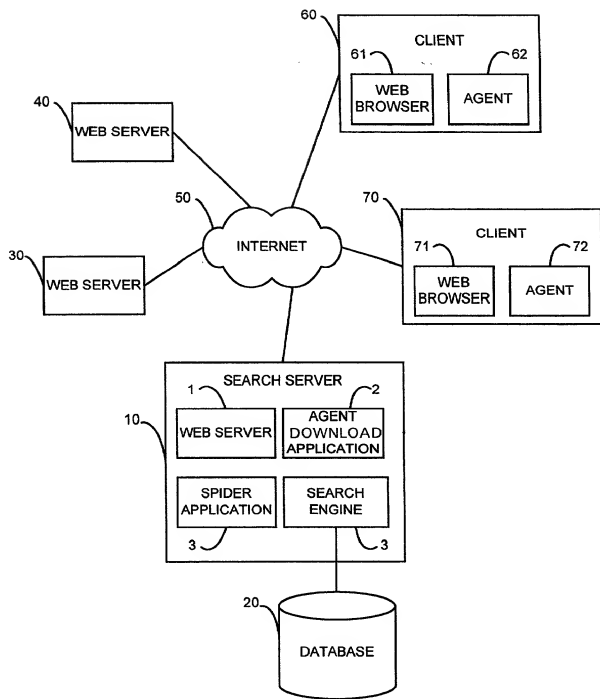 60
CLIENT
61
62
WEB
BROWSER
AGENT
40
WEB SERVER
50
INTERNET
70
CLIENT
71
72
WEB
BROWSER
AGENT
30
WEB SERVER
SEARCH SERVER
1
2
10
WEB SERVER
AGENT
DOWNLOAD
APPLICATION
SPIDER
APPLICATION
SEARCH
ENGINE
3
3
20
DATABASE